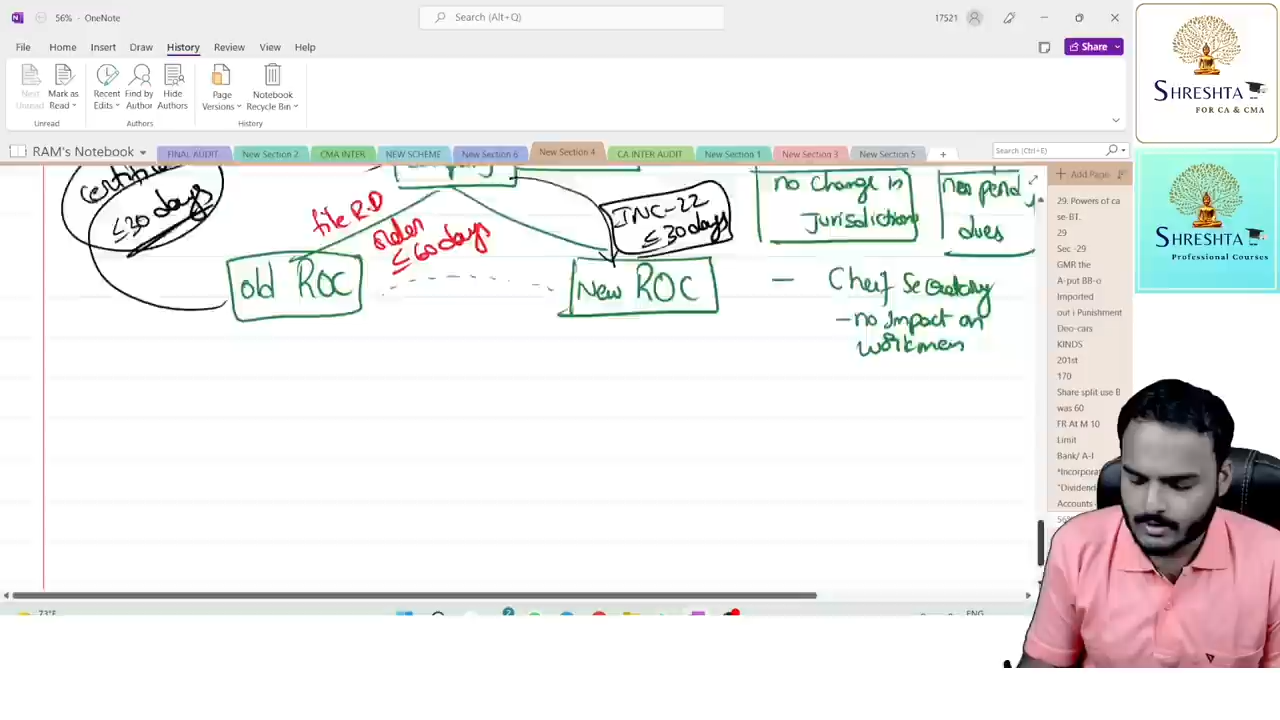 56% - OneNote
Search (Alt+Q)
17521
File Home Insert Draw History Review View Help
Share
Next Unread
Mark as Read
Recent Edits
Find by Author
Hide Authors
Page Versions
Notebook Recycle Bin
Unread
Authors
History
RAM's Notebook
FINAL AUDIT
New Section 2
CMA INTER
NEW SCHEME
New Section 6
New Section 4
CA INTER AUDIT
New Section 1
New Section 3
New Section 5
Search (Ctrl+E)
≤30 days
file R.D
order
≤60 days
INC-22
≤30 days
old ROC
New ROC
no change in
jurisdiction
dues
- Cheif Secretary
- no impact on
workmen
Add Page
29. Powers of ca
se-BT..
29
Sec -29
GMR the
A-put BB-o
Imported
out i Punishment
Deo-cars
KINDS
201st
170
Share split use B
was 60
FR At M 10
Limit
Bank/ A-I
*Incorporat
"Dividend
Accounts
73°F
ENG
SHRESHTA
FOR CA & CMA
SHRESHTA
Professional Courses